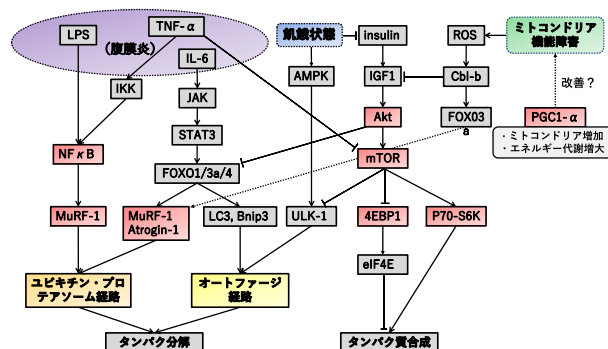 LPS
TNF-α
(腹膜炎)
IL-6
IKK
JAK
STAT3
NFκB
FOXO1/3a/4
MuRF-1
MuRF-1
Atrogin-1
LC3, Bnip3
ULK-1
ユビキチン・プロ
テアソーム経路
オートファージ
経路
タンパク分解
飢餓状態
insulin
AMPK
IGF1
Akt
mTOR
4EBP1
P70-S6K
eIF4E
タンパク質合成
ROS
Cbl-b
FOX03
a
ミトコンドリア
機能障害
改善?
PGC1-α
・ミトコンドリア増加
・エネルギー代謝増大